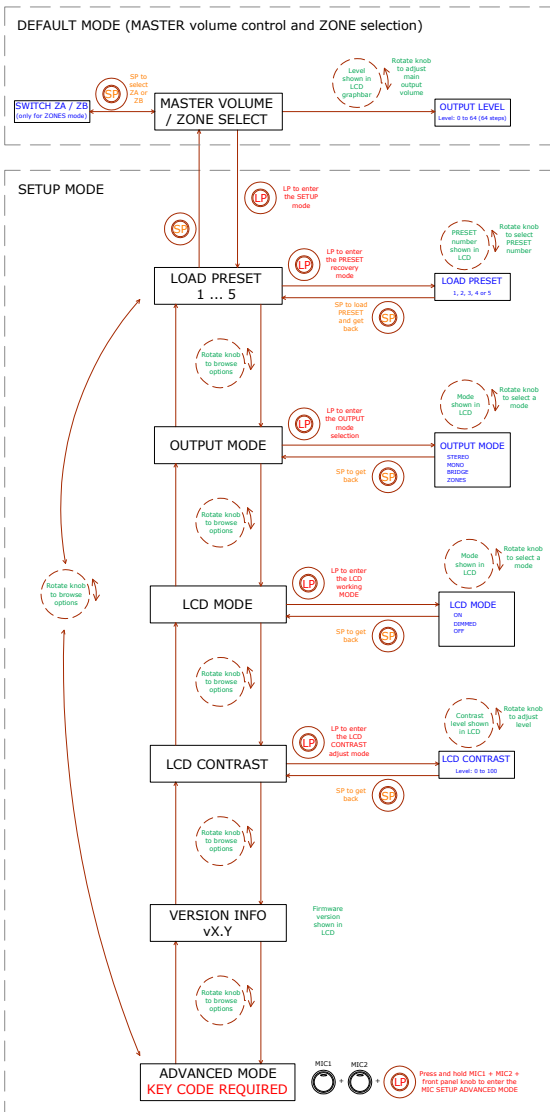 DEFAULT MODE (MASTER volume control and ZONE selection)
SP to
select
ZA or
ZB
SP
SWITCH ZA / ZB
(only for ZONES mode)
MASTER VOLUME
/ ZONE SELECT
Level
shown in
LCD
graphbar
Rotate knob
to adjust
main
output
volume
OUTPUT LEVEL
Level: 0 to 64 (64 steps)
SETUP MODE
SP
LP
LP to enter
the SETUP
mode
LOAD PRESET
1 ... 5
LP
LP to enter
the PRESET
recovery
mode
SP to load
PRESET
and get
back
SP
PRESET
number
shown in
LCD
Rotate knob
to select
PRESET
number
LOAD PRESET
1, 2, 3, 4 or 5
Rotate knob
to browse
options
OUTPUT MODE
LP
LP to enter
the OUTPUT
mode
selection
SP to get
back
SP
Mode
shown in
LCD
Rotate knob
to select a
mode
OUTPUT MODE
STEREO
MONO
BRIDGE
ZONES
Rotate knob
to browse
options
Rotate knob
to browse
options
LCD MODE
LP
LP to enter
the LCD
working
MODE
SP to get
back
SP
Mode
shown in
LCD
Rotate knob
to select a
mode
LCD MODE
ON
DIMMED
OFF
Rotate knob
to browse
options
LCD CONTRAST
LP
LP to enter
the LCD
CONTRAST
adjust mode
SP to get
back
SP
Contrast
level shown
in LCD
Rotate knob
to adjust
level
LCD CONTRAST
Level: 0 to 100
Rotate knob
to browse
options
VERSION INFO
vX.Y
Firmware
version
shown in
LCD
Rotate knob
to browse
options
ADVANCED MODE
KEY CODE REQUIRED
MIC1
MIC2
+
+
LP
Press and hold MIC1 + MIC2 +
front panel knob to enter the
MIC SETUP ADVANCED MODE